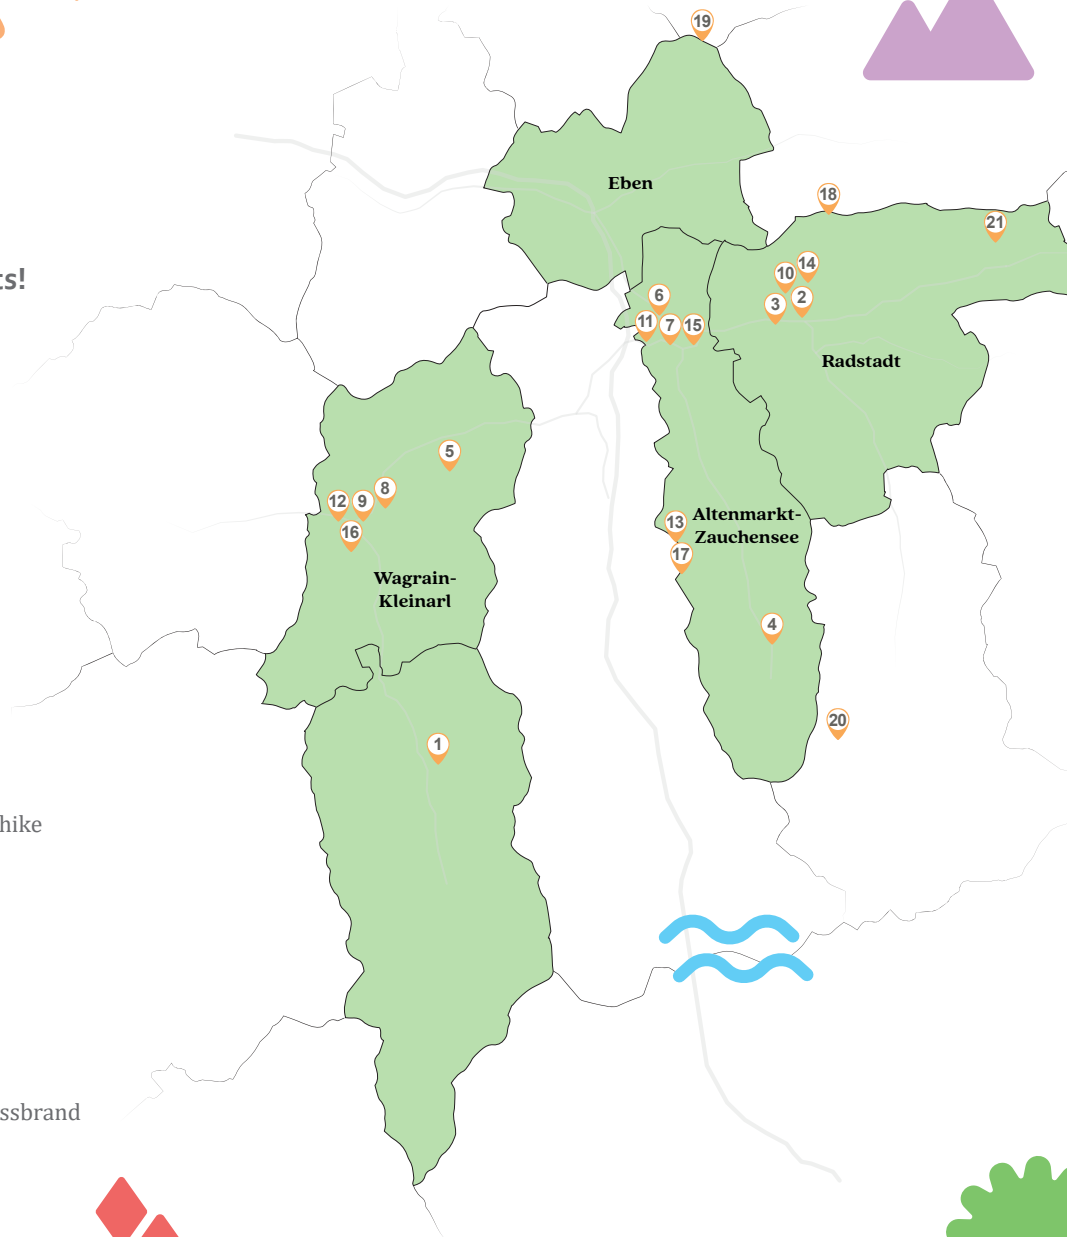 19
Eben
18
21
ts!
14
10
6
2
3
11
7
15
Radstadt
5
8
12
9
16
13
Altenmarkt-
Zauchensee
17
Wagrain-
Kleinarl
4
20
1
hike
ssbrand